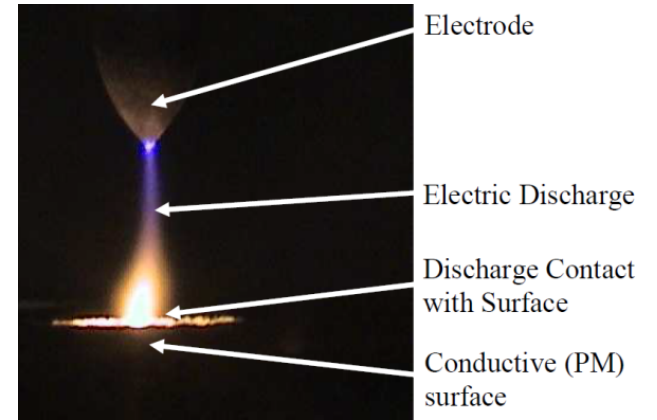 Electrode
Electric Discharge
Discharge Contact
with Surface
Conductive (PM)
surface